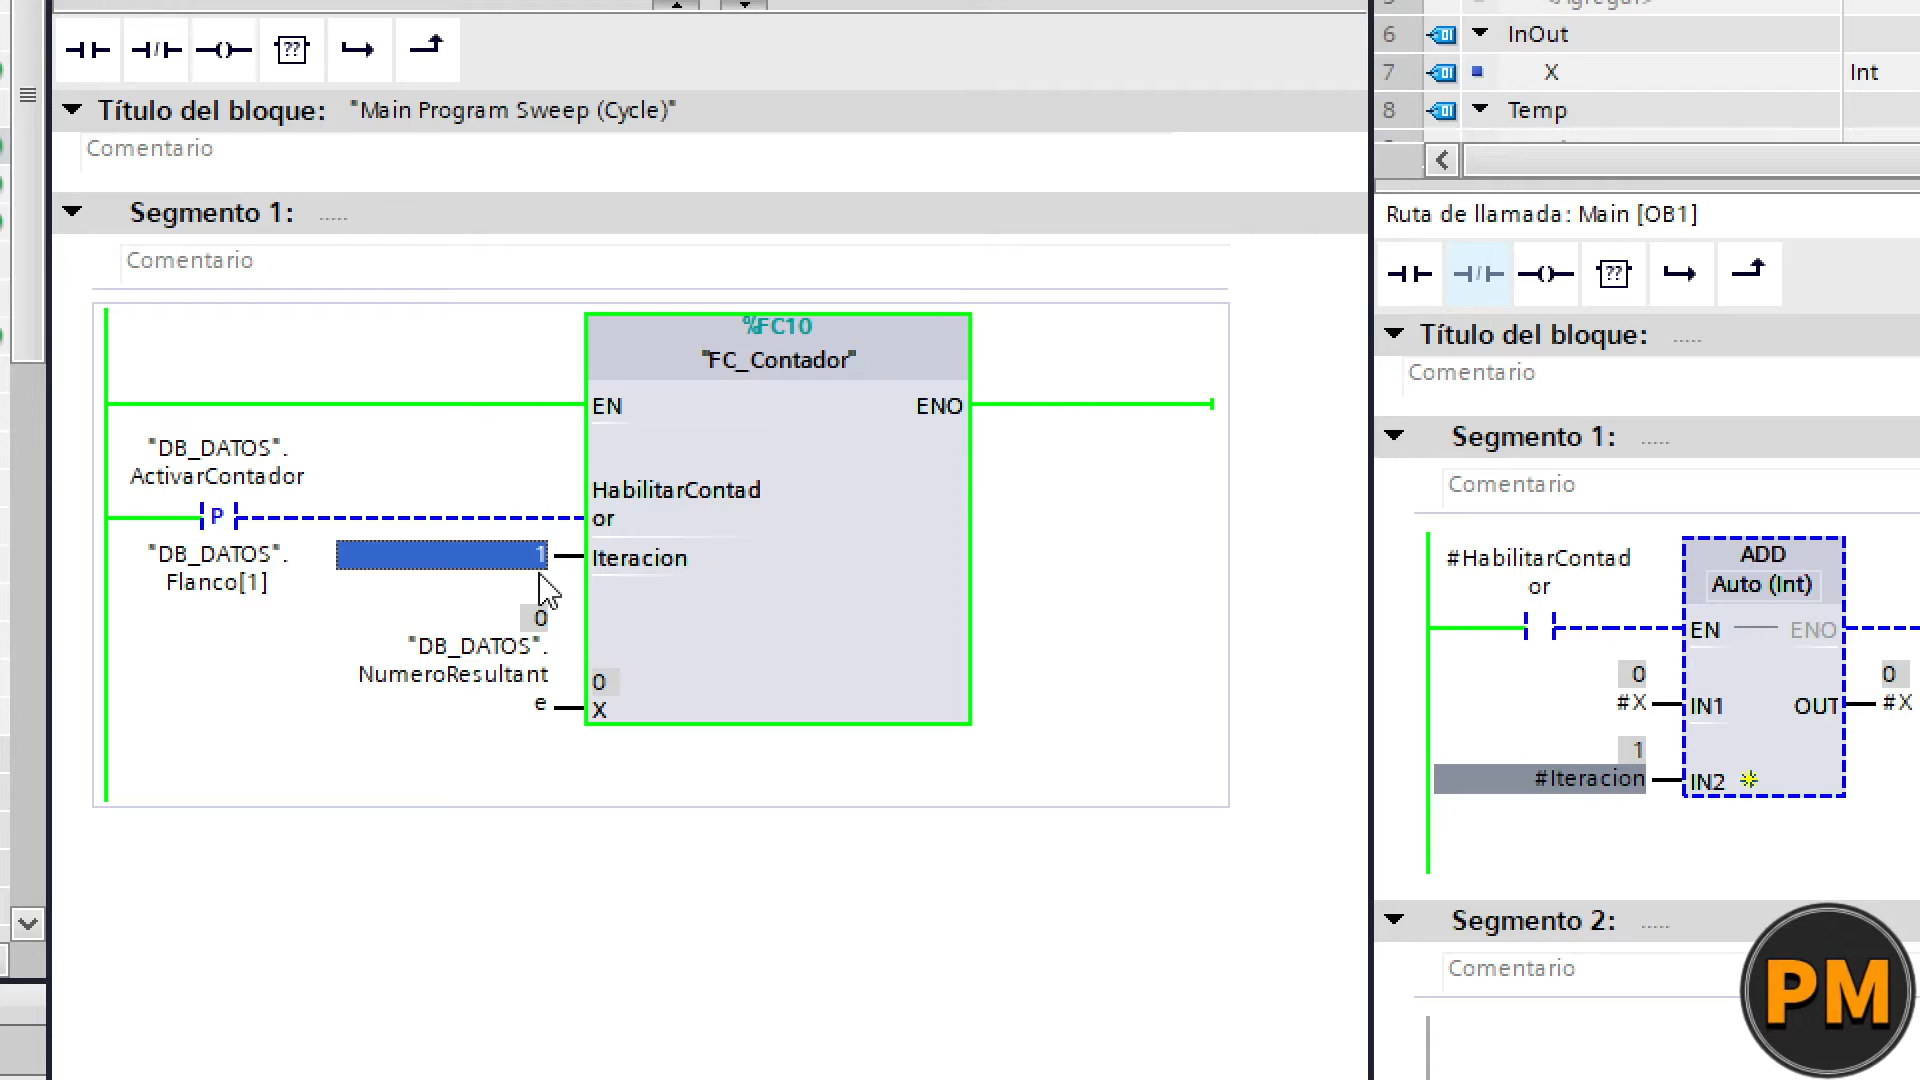 ??
Título del bloque: "Main Program Sweep (Cycle)"
Comentario
Segmento 1: .....
Comentario
%FC10
"FC_Contador"
EN ENO
"DB_DATOS".
ActivarContador
P
"DB_DATOS".
Flanco[1]
HabilitarContad
or
1 Iteracion
0
"DB_DATOS".
NumeroResultant
e
0
X
5 <Agregar>
6 InOut
7 X Int
8 Temp
Ruta de llamada: Main [OB1]
??
Título del bloque: .....
Comentario
Segmento 1: .....
Comentario
#HabilitarContad
or
ADD
Auto (Int)
EN ENO
0
#X IN1
OUT
0
#X
1
#Iteracion IN2
Segmento 2: .....
Comentario
PM